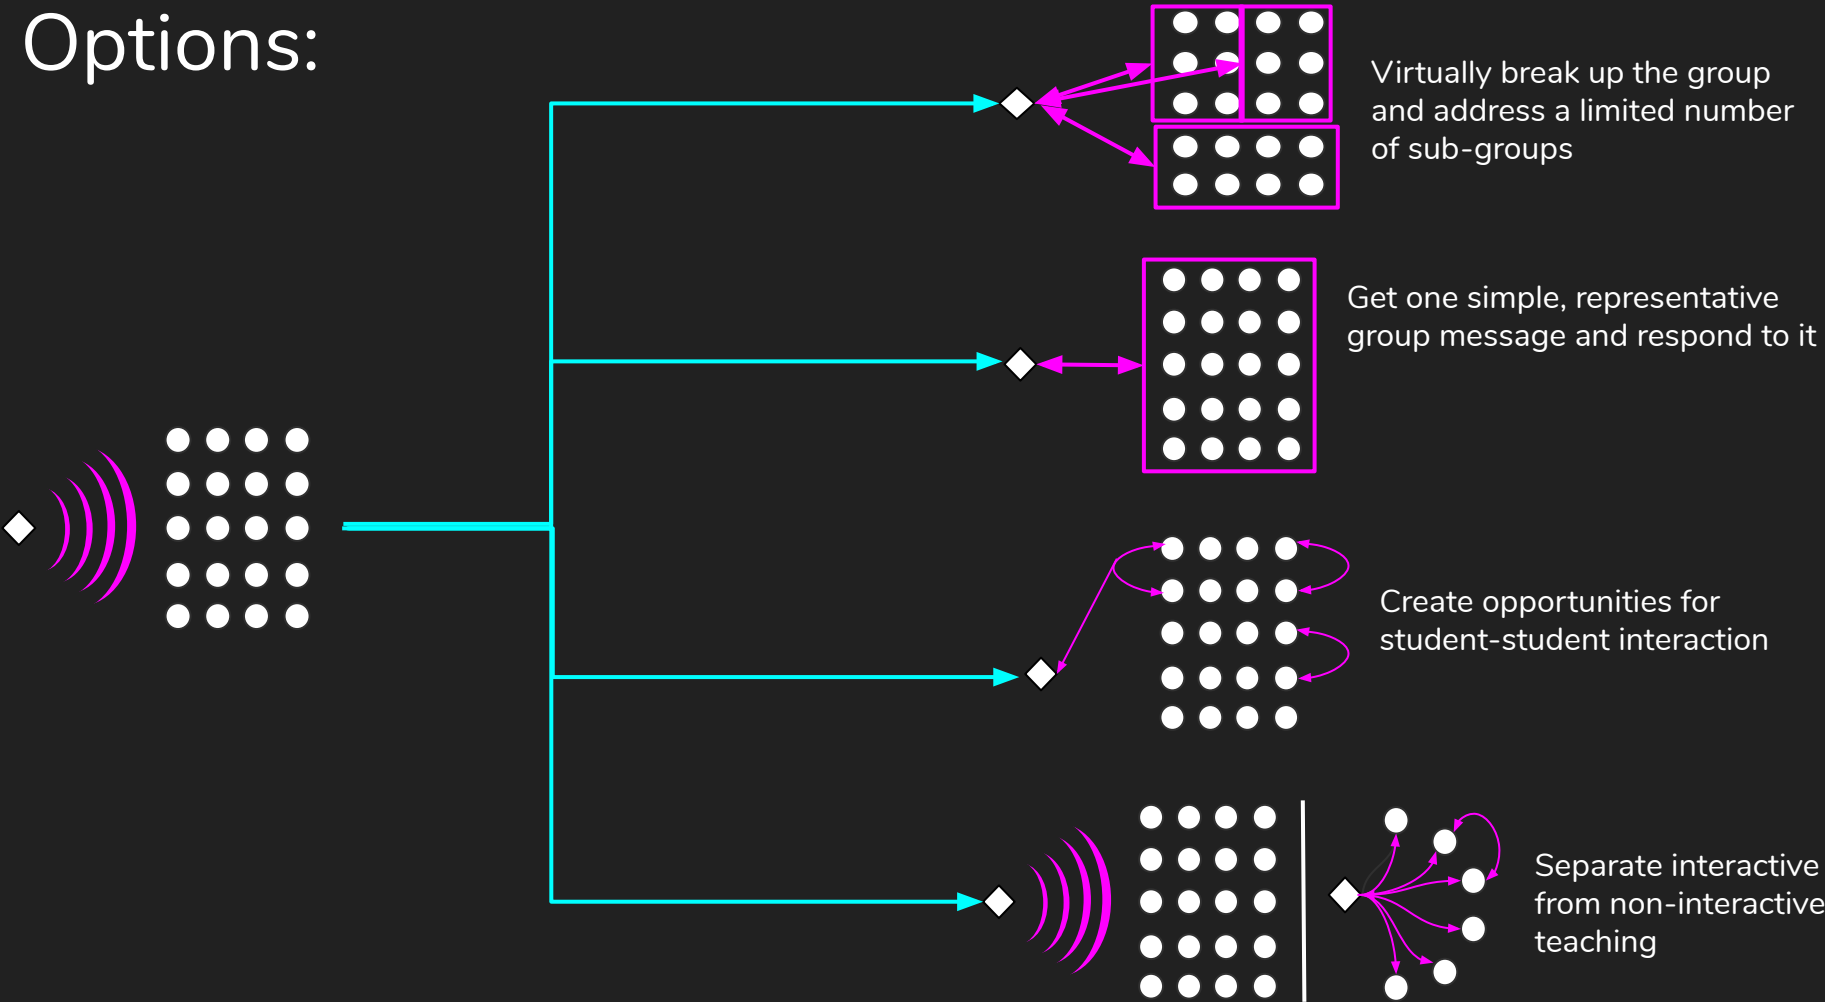 Options:
Virtually break up the group
and address a limited number
of sub-groups
Get one simple, representative
group message and respond to it
Create opportunities for
student-student interaction
Separate interactive
from non-interactive
teaching